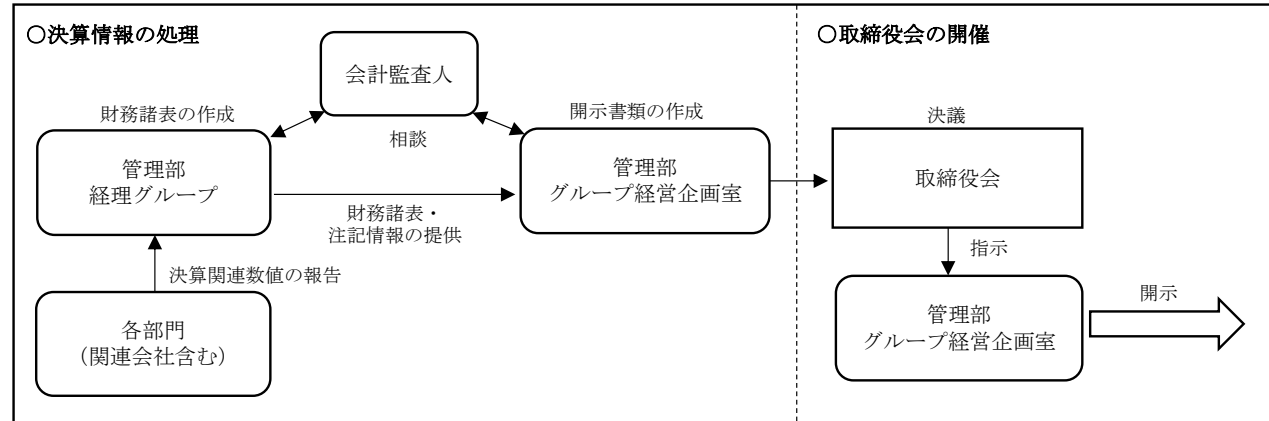 〇決算情報の処理
会計監査人
財務諸表の作成
相談
開示書類の作成
管理部
経理グループ
財務諸表・
注記情報の提供
管理部
グループ経営企画室
決算関連数値の報告
各部門
(関連会社含む)
〇取締役会の開催
決議
取締役会
指示
管理部
グループ経営企画室
開示